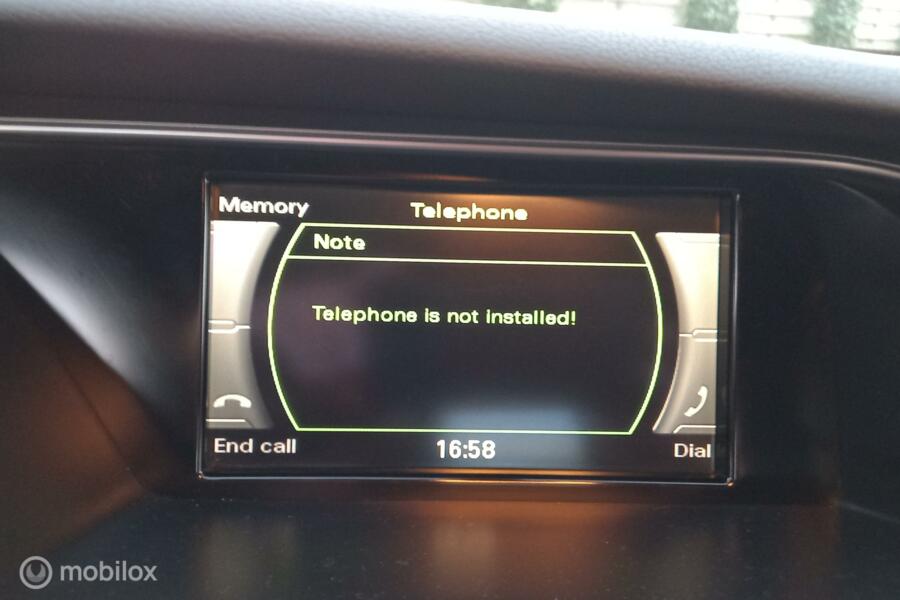 Memory
Telephone
Note
Telephone is not installed!
End call
16:58
Dial
mobilox